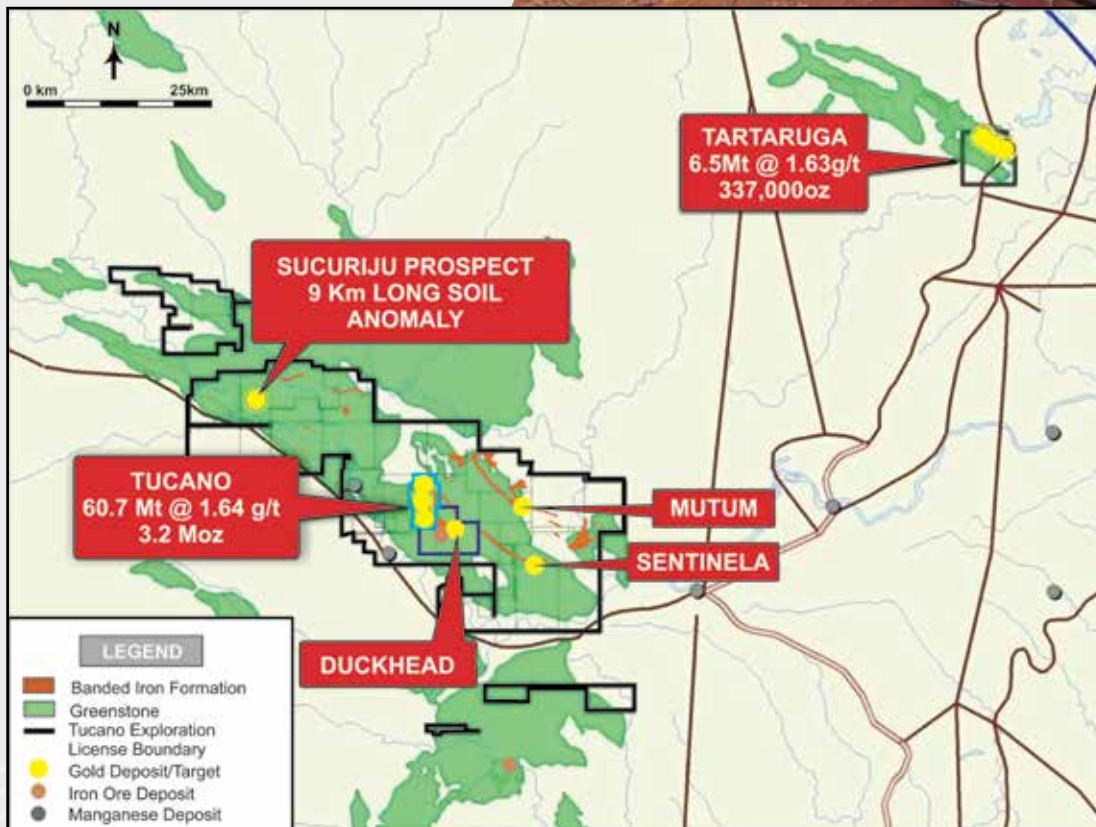 N
0 km 25km
TARTARUGA
6.5Mt @ 1.63g/t
337,000oz
SUCURIJU PROSPECT
9 Km LONG SOIL
ANOMALY
TUCANO
60.7 Mt @ 1.64 g/t
3.2 Moz
MUTUM
SENTINELA
DUCKHEAD
LEGEND
Banded Iron Formation
Greenstone
Tucano Exploration
License Boundary
Gold Deposit/Target
Iron Ore Deposit
Manganese Deposit